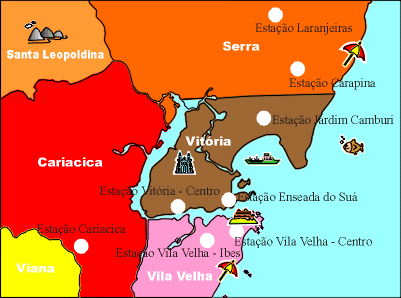 Estação Laranjeiras
Serra
Santa Leopoldina
Estação Carapina
Estação Jardim Camburi
Vitória
Cariacica
Estação Vitória - Centro
Estação Enseada do Suá
Estação Cariacica
Estação Vila Velha - Centro
Estação Vila Velha - Ibes
Viana
Vila Velha